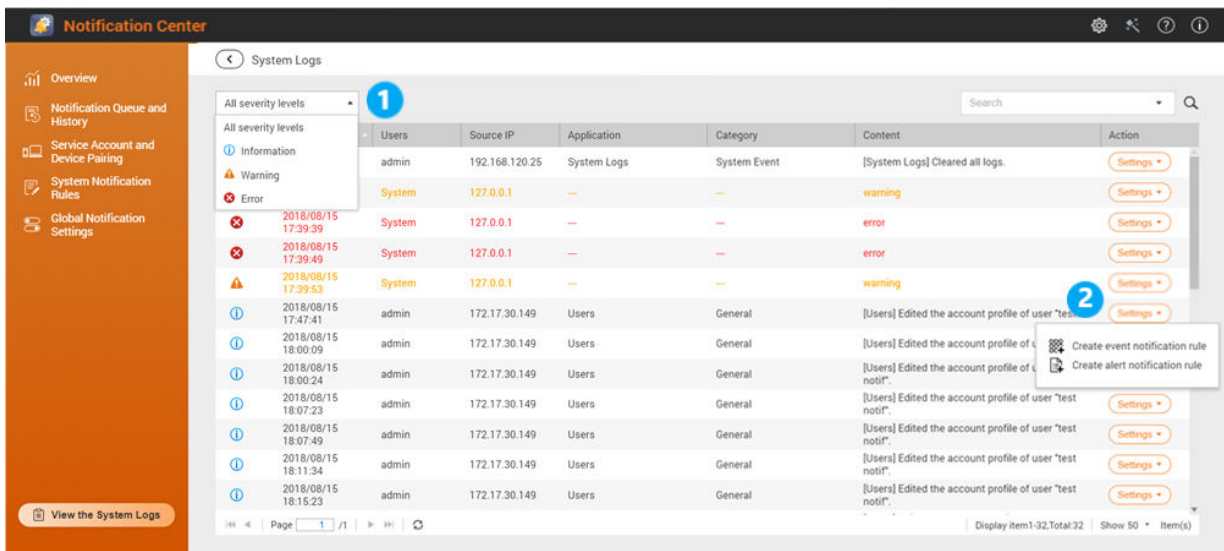 Notification Center
System Logs
Overview
Notification Queue and
History
Service Account and
Device Pairing
System Notification
Rules
Global Notification
Settings
View the System Logs
All severity levels
1
Search
All severity levels
Information
Warning
Error
Users Source IP Application Category Content Action
admin 192.168.120.25 System Logs System Event [System Logs] Cleared all logs. Settings
System 127.0.0.1 --- --- warning Settings
2018/08/15
17:39:39 System 127.0.0.1 --- --- error Settings
2018/08/15
17:39:49 System 127.0.0.1 --- --- error Settings
2018/08/15
17:39:53 System 127.0.0.1 --- --- warning Settings
2
2018/08/15
17:47:41 admin 172.17.30.149 Users General [Users] Edited the account profile of user "test Settings
Create event notification rule
Create alert notification rule
2018/08/15
18:00:09 admin 172.17.30.149 Users General [Users] Edited the account profile of
2018/08/15
18:00:24 admin 172.17.30.149 Users General [Users] Edited the account profile of
notif".
2018/08/15
18:07:23 admin 172.17.30.149 Users General [Users] Edited the account profile of user "test
notif". Settings
2018/08/15
18:07:49 admin 172.17.30.149 Users General [Users] Edited the account profile of user "test
notif". Settings
2018/08/15
18:11:34 admin 172.17.30.149 Users General [Users] Edited the account profile of user "test
notif". Settings
2018/08/15
18:15:23 admin 172.17.30.149 Users General [Users] Edited the account profile of user "test
notif". Settings
Page 1 /1
Display item1-32,Total:32 Show 50 Item(s)